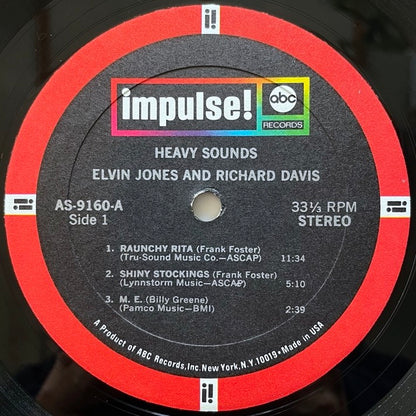 impulse! abc
RECORDS
HEAVY SOUNDS
ELVIN JONES AND RICHARD DAVIS
AS-9160-A 33⅓ RPM
Side 1 STEREO
1. RAUNCHY RITA (Frank Foster)
(Tru-Sound Music Co.—ASCAP) 11:34
2. SHINY STOCKINGS (Frank Foster)
(Lynnstorm Music—ASCAP) 5:10
3. M. E. (Billy Greene)
(Pamco Music—BMI) 2:39
A Product of ABC Records, Inc. New York, N.Y. 10019 • Made in USA